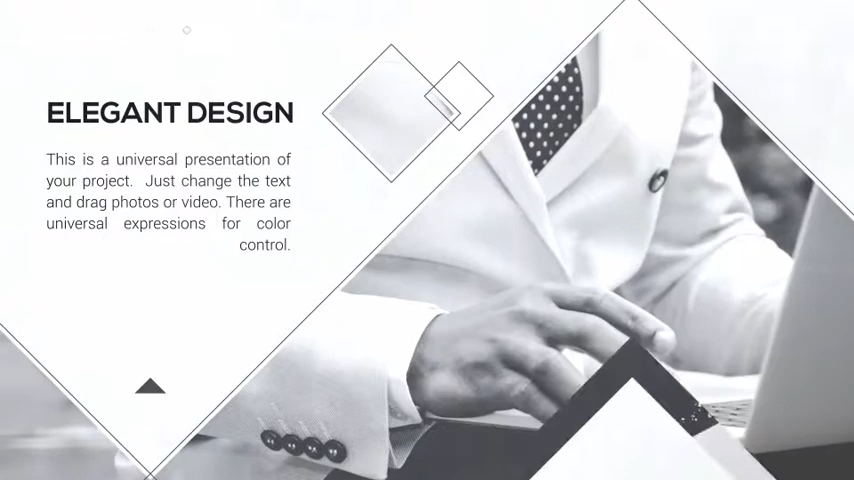 ELEGANT DESIGN
This is a universal presentation of
your project. Just change the text
and drag photos or video. There are
universal expressions for color
control.